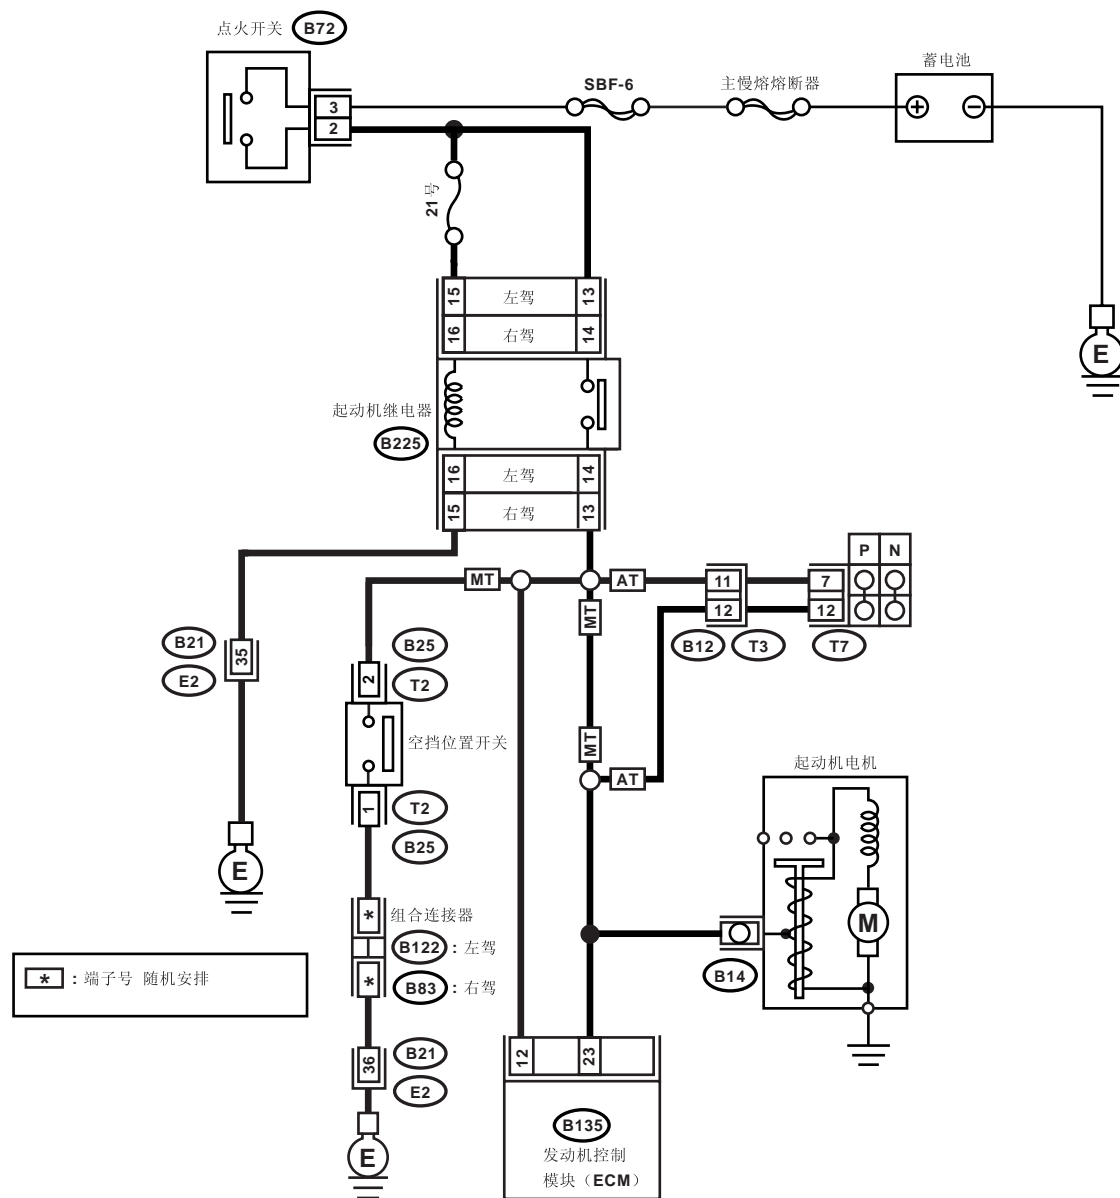 点火开关 B72
蓄电池
SBF-6
主慢熔熔断器
3
2
21号
15 左驾 13
16 右驾 14
起动机继电器
B225
16 左驾 14
15 右驾 13
E
P N
MT AT 11 7
MT 12 12
B12 T3 T7
B21 35
E2
B25
T2
2
空挡位置开关
MT
AT
1
T2
B25
E
起动机电机
M
B14
* 组合连接器
B122 : 左驾
* B83 : 右驾
* : 端子号 随机安排
36 B21
E2
E
12 23
B135
发动机控制
模块（ECM）